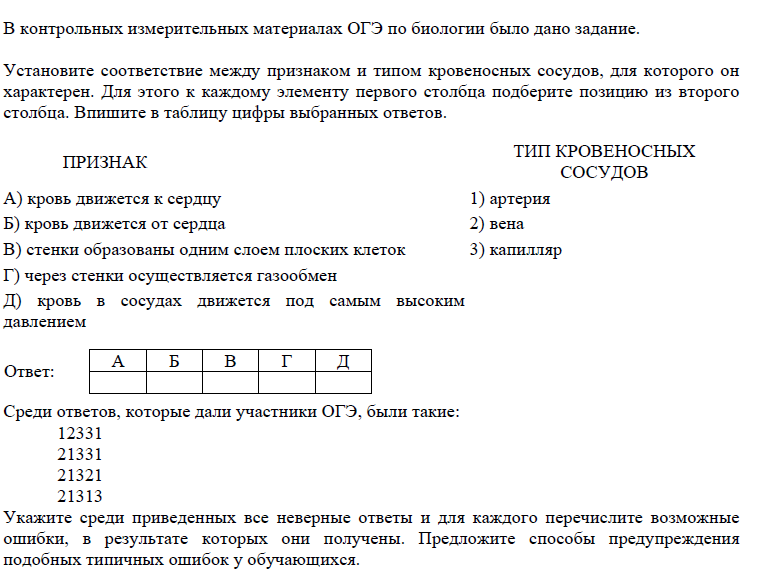 В контрольных измерительных материалах ОГЭ по биологии было дано задание.
Установите соответствие между признаком и типом кровеносных сосудов, для которого он
характерен. Для этого к каждому элементу первого столбца подберите позицию из второго
столбца. Впишите в таблицу цифры выбранных ответов.
ПРИЗНАК
ТИП КРОВЕНОСНЫХ
СОСУДОВ
А) кровь движется к сердцу
1) артерия
Б) кровь движется от сердца
2) вена
В) стенки образованы одним слоем плоских клеток
3) капилляр
Г) через стенки осуществляется газообмен
Д) кровь в сосудах движется под самым высоким
давлением
Ответ:
А Б В Г Д
Среди ответов, которые дали участники ОГЭ, были такие:
12331
21331
21321
21313
Укажите среди приведенных все неверные ответы и для каждого перечислите возможные
ошибки, в результате которых они получены. Предложите способы предупреждения
подобных типичных ошибок у обучающихся.